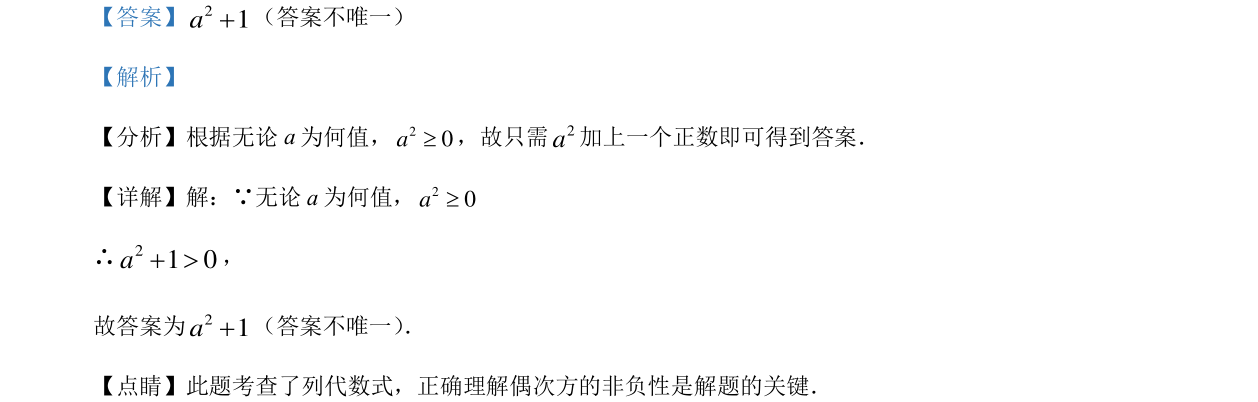 【答案】a²+1（答案不唯一）
【解析】
【分析】根据无论 a 为何值，a²≥0，故只需a²加上一个正数即可得到答案．
【详解】解：∵无论 a 为何值，a²≥0
∴a²+1>0，
故答案为a²+1（答案不唯一）．
【点睛】此题考查了列代数式，正确理解偶次方的非负性是解题的关键．